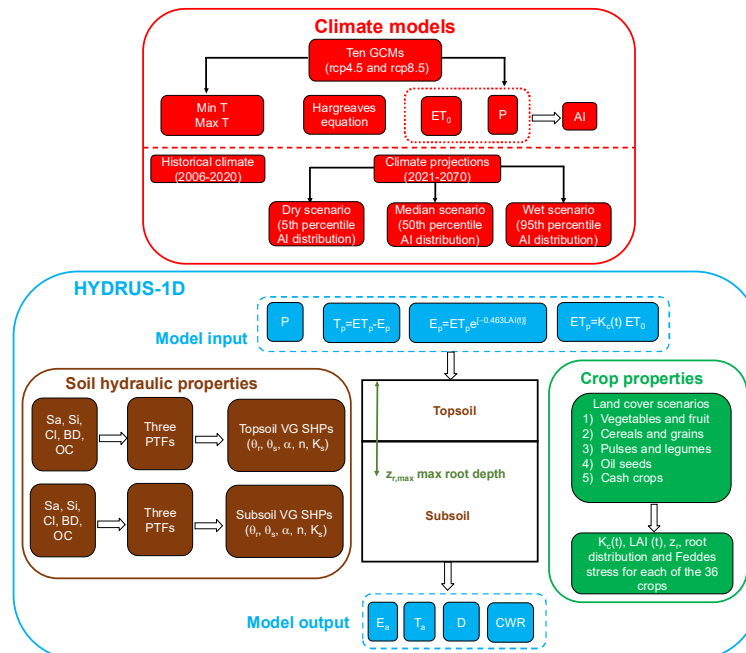 Climate models
Ten GCMs
(rcp4.5 and rcp8.5)
Min T
Max T
Hargreaves
equation
ET₀
P
AI
Historical climate
(2006-2020)
Climate projections
(2021-2070)
Dry scenario
(5th percentile
AI distribution)
Median scenario
(50th percentile
AI distribution)
Wet scenario
(95th percentile
AI distribution)
HYDRUS-1D
Model input
P
Tₚ=ETₚ-Eₚ
Eₚ=ETₚe^[−0.463LAI(t)]
ETₚ=K_c(t) ET₀
Soil hydraulic properties
Sa, Si,
Cl, BD,
OC
Three
PTFs
Topsoil VG SHPs
(θᵣ, θₛ, α, n, Kₛ)
Sa, Si,
Cl, BD,
OC
Three
PTFs
Subsoil VG SHPs
(θᵣ, θₛ, α, n, Kₛ)
Topsoil
z_r,max max root depth
Subsoil
Crop properties
Land cover scenarios
1) Vegetables and fruit
2) Cereals and grains
3) Pulses and legumes
4) Oil seeds
5) Cash crops
K_c(t), LAI (t), zᵣ, root
distribution and Feddes
stress for each of the 36
crops
Model output
Eₐ
Tₐ
D
CWR